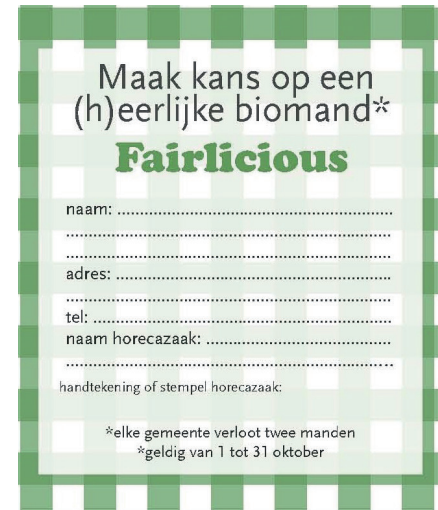 Maak kans op een
(h)eerlijke biomand*
Fairlicious
naam: ............................................................
.......................................................................
.......................................................................
adres: ............................................................
.......................................................................
tel: .................................................................
naam horecazaak: ........................................
.......................................................................
handtekening of stempel horecazaak:
*elke gemeente verloot twee manden
*geldig van 1 tot 31 oktober